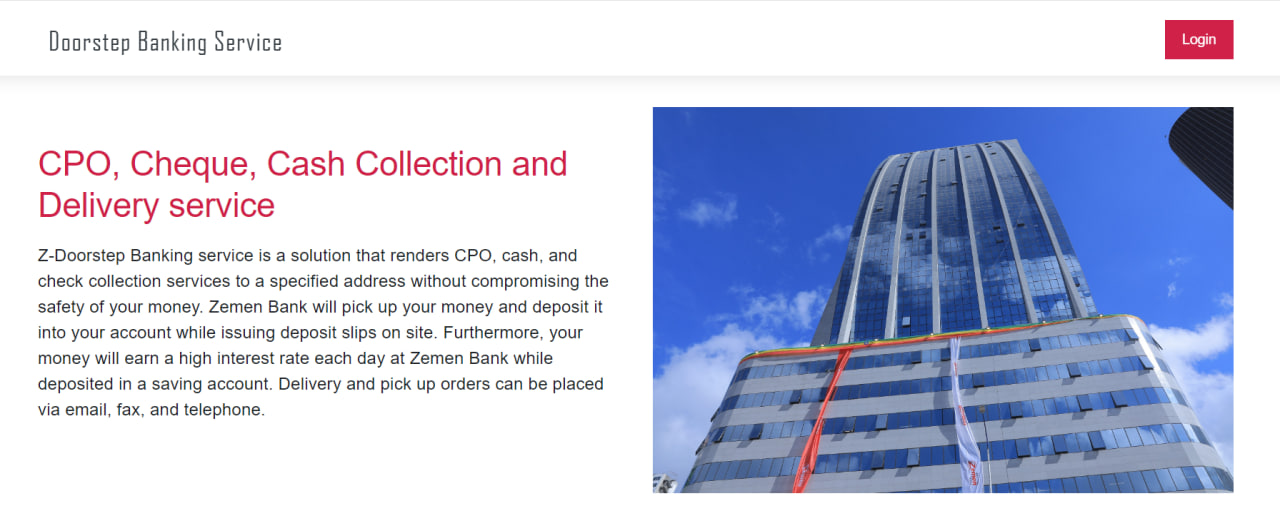 Doorstep Banking Service
Login
CPO, Cheque, Cash Collection and
Delivery service
Z-Doorstep Banking service is a solution that renders CPO, cash, and
check collection services to a specified address without compromising the
safety of your money. Zemen Bank will pick up your money and deposit it
into your account while issuing deposit slips on site. Furthermore, your
money will earn a high interest rate each day at Zemen Bank while
deposited in a saving account. Delivery and pick up orders can be placed
via email, fax, and telephone.